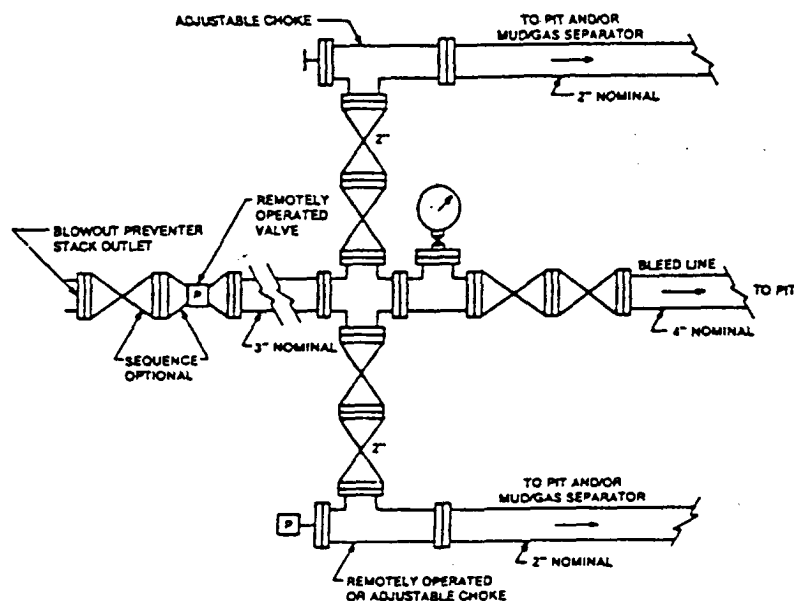 ADJUSTABLE CHOKE
TO PIT AND/OR
MUD/GAS SEPARATOR
2" NOMINAL
2"
REMOTELY
OPERATED
VALVE
BLOWOUT PREVENTER
STACK OUTLET
P
BLEED LINE
TO PIT
3" NOMINAL
4" NOMINAL
SEQUENCE
OPTIONAL
2"
TO PIT AND/OR
MUD/GAS SEPARATOR
P
2" NOMINAL
REMOTELY OPERATED
OR ADJUSTABLE CHOKE